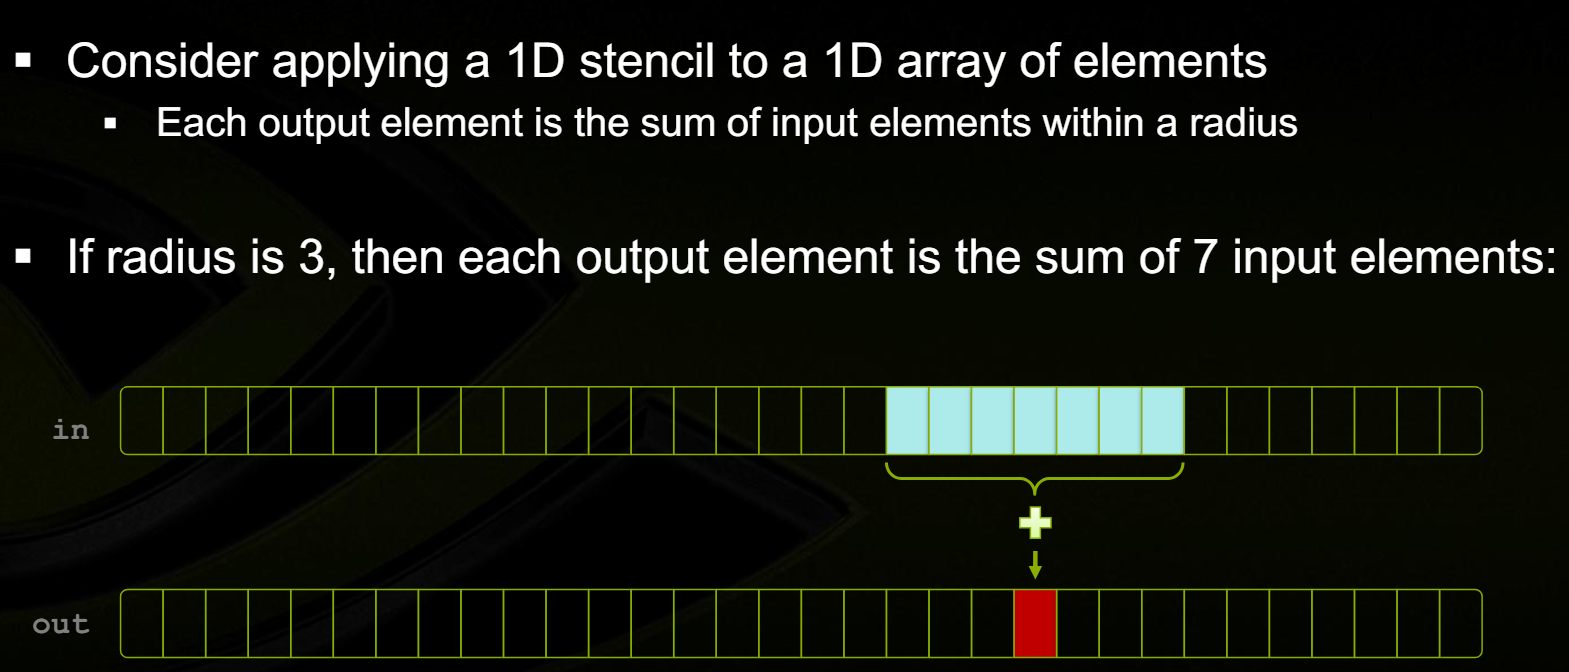 Consider applying a 1D stencil to a 1D array of elements
Each output element is the sum of input elements within a radius
If radius is 3, then each output element is the sum of 7 input elements:
in
out